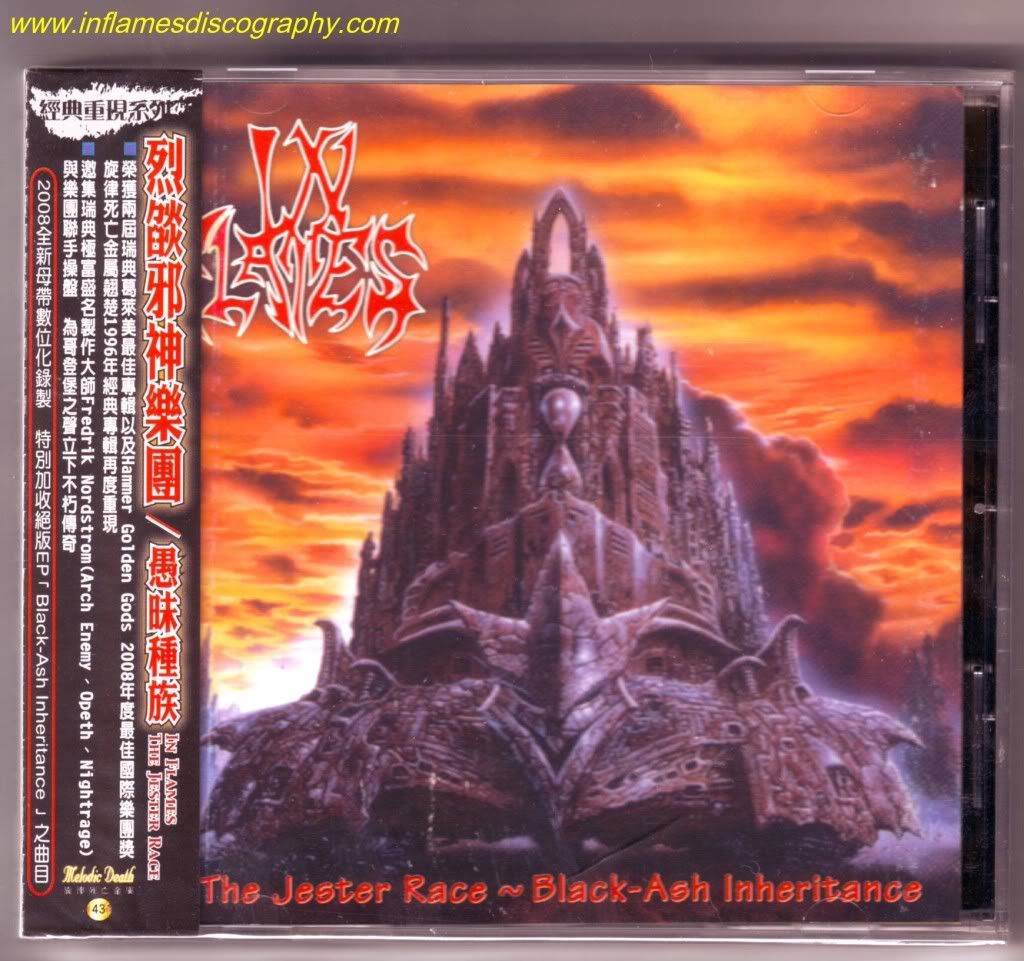 www.inflamesdiscography.com
經典重現系列
烈燄邪神樂團/愚昧種族
IN FLAMES
THE JESTER RACE
榮獲兩屆瑞典葛萊美最佳專輯以及Hammer Golden Gods 2008年度最佳國際樂團獎
旋律死亡金屬翹楚1996年經典專輯再度重現
邀集瑞典極富盛名製作大師Fredrik Nordstrom(Arch Enemy、Opeth、Nightrage)
與樂團聯手操盤 為哥登堡之聲立下不朽傳奇
2008全新母帶數位化錄製 特別加收絕版EP「Black-Ash Inheritance」之曲目
Melodic Death
旋律死亡金屬
43
IN
FLAMES
The Jester Race ~ Black-Ash Inheritance